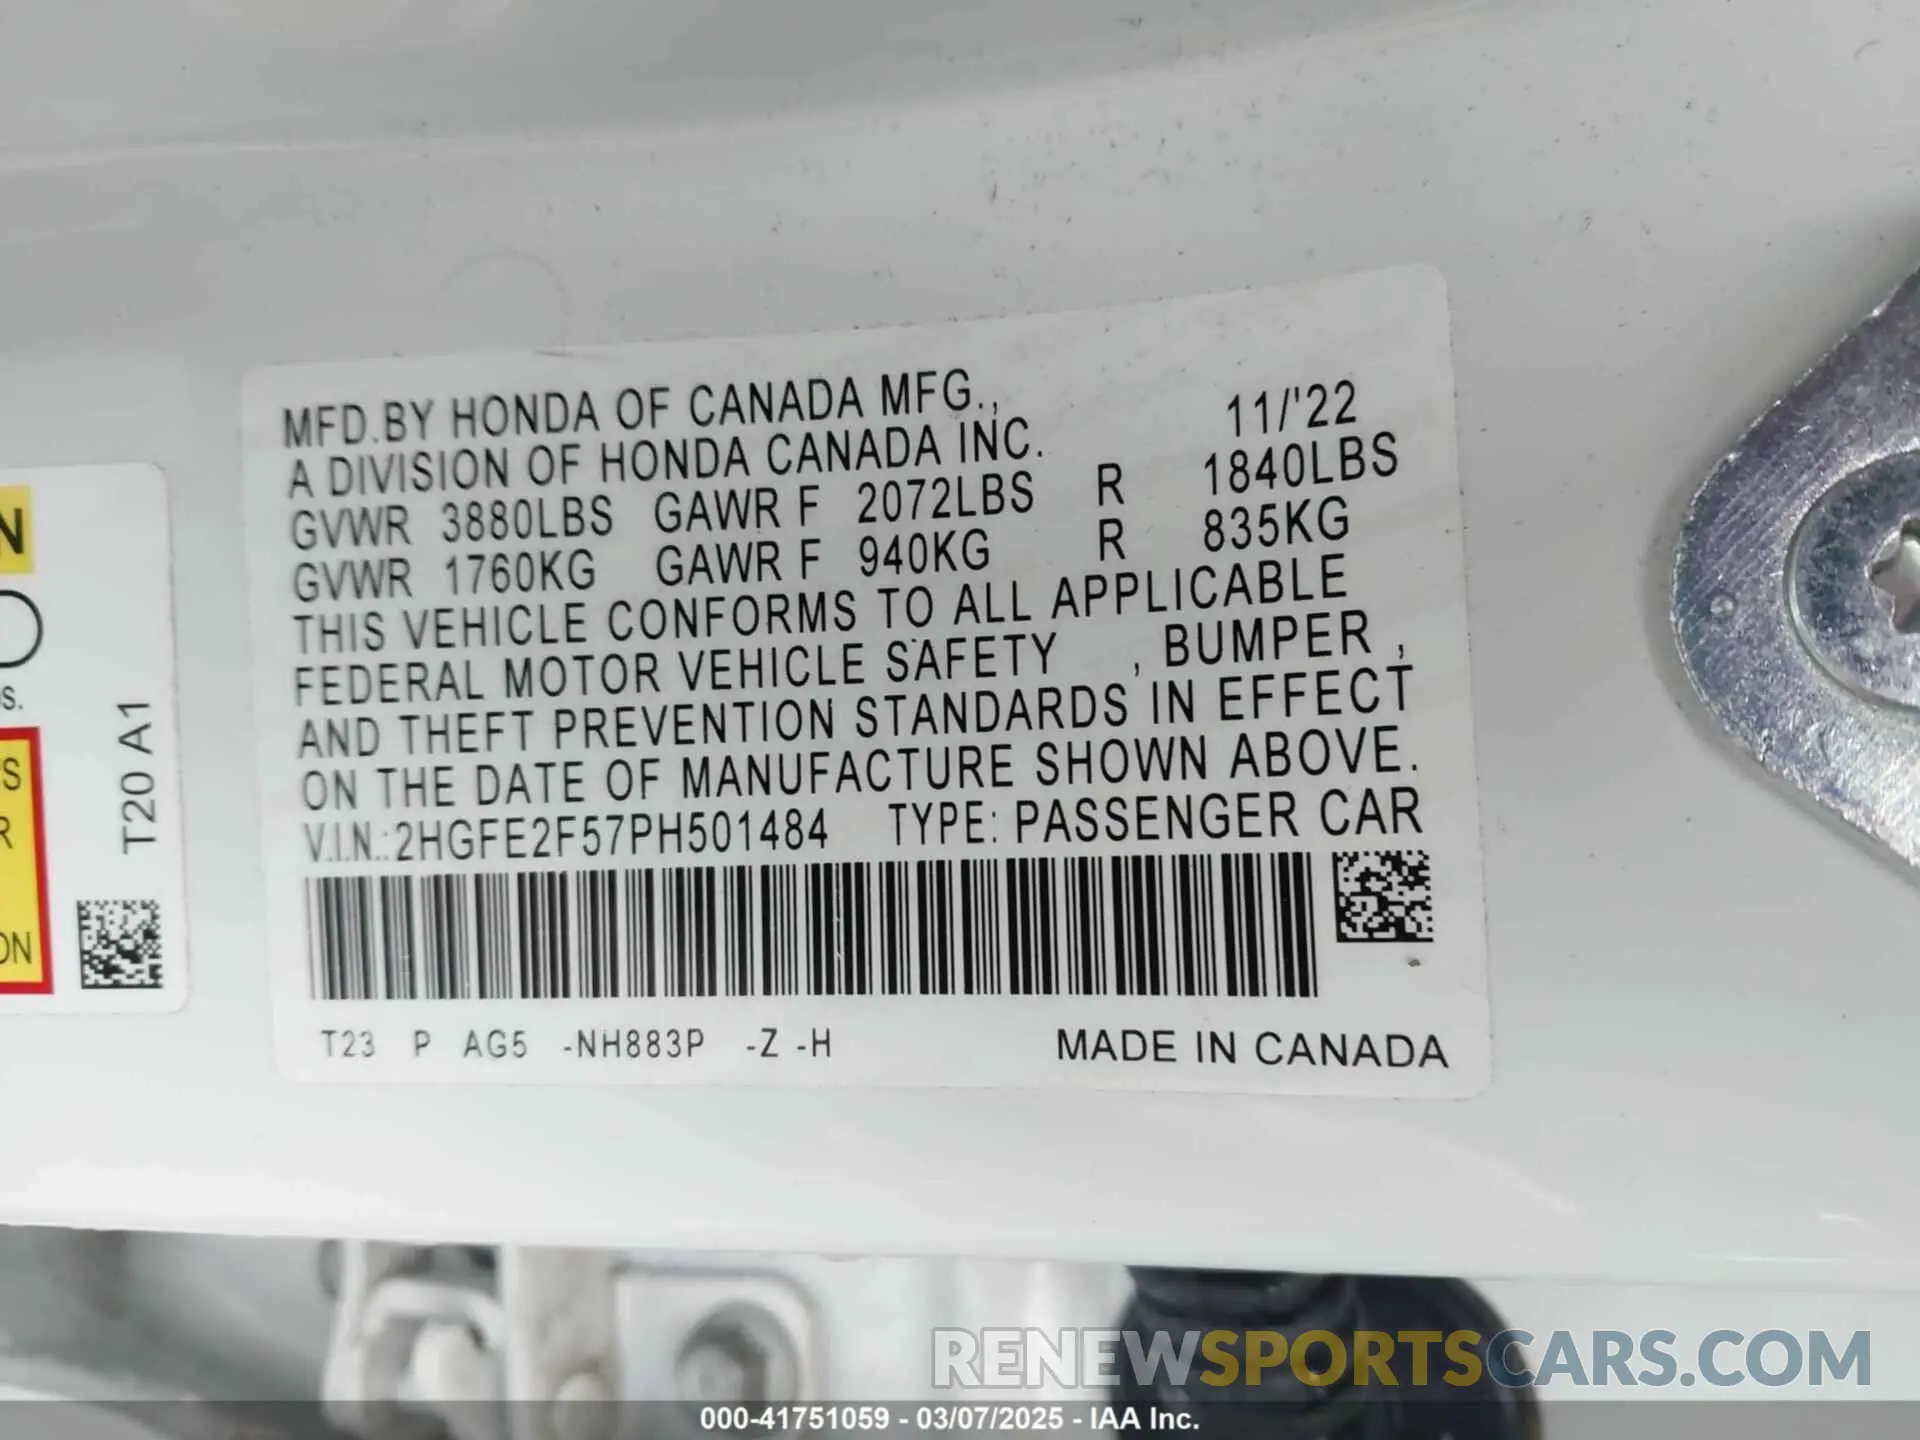 MFD.BY HONDA OF CANADA MFG., 11/'22
A DIVISION OF HONDA CANADA INC.
GVWR 3880LBS GAWR F 2072LBS R 1840LBS
GVWR 1760KG GAWR F 940KG R 835KG
THIS VEHICLE CONFORMS TO ALL APPLICABLE
FEDERAL MOTOR VEHICLE SAFETY , BUMPER ,
AND THEFT PREVENTION STANDARDS IN EFFECT
ON THE DATE OF MANUFACTURE SHOWN ABOVE.
V.I.N.:2HGFE2F57PH501484 TYPE: PASSENGER CAR
T23 P AG5 -NH883P -Z -H MADE IN CANADA
T20 A1
RENEWSPORTSCARS.COM
000-41751059 - 03/07/2025 - IAA Inc.